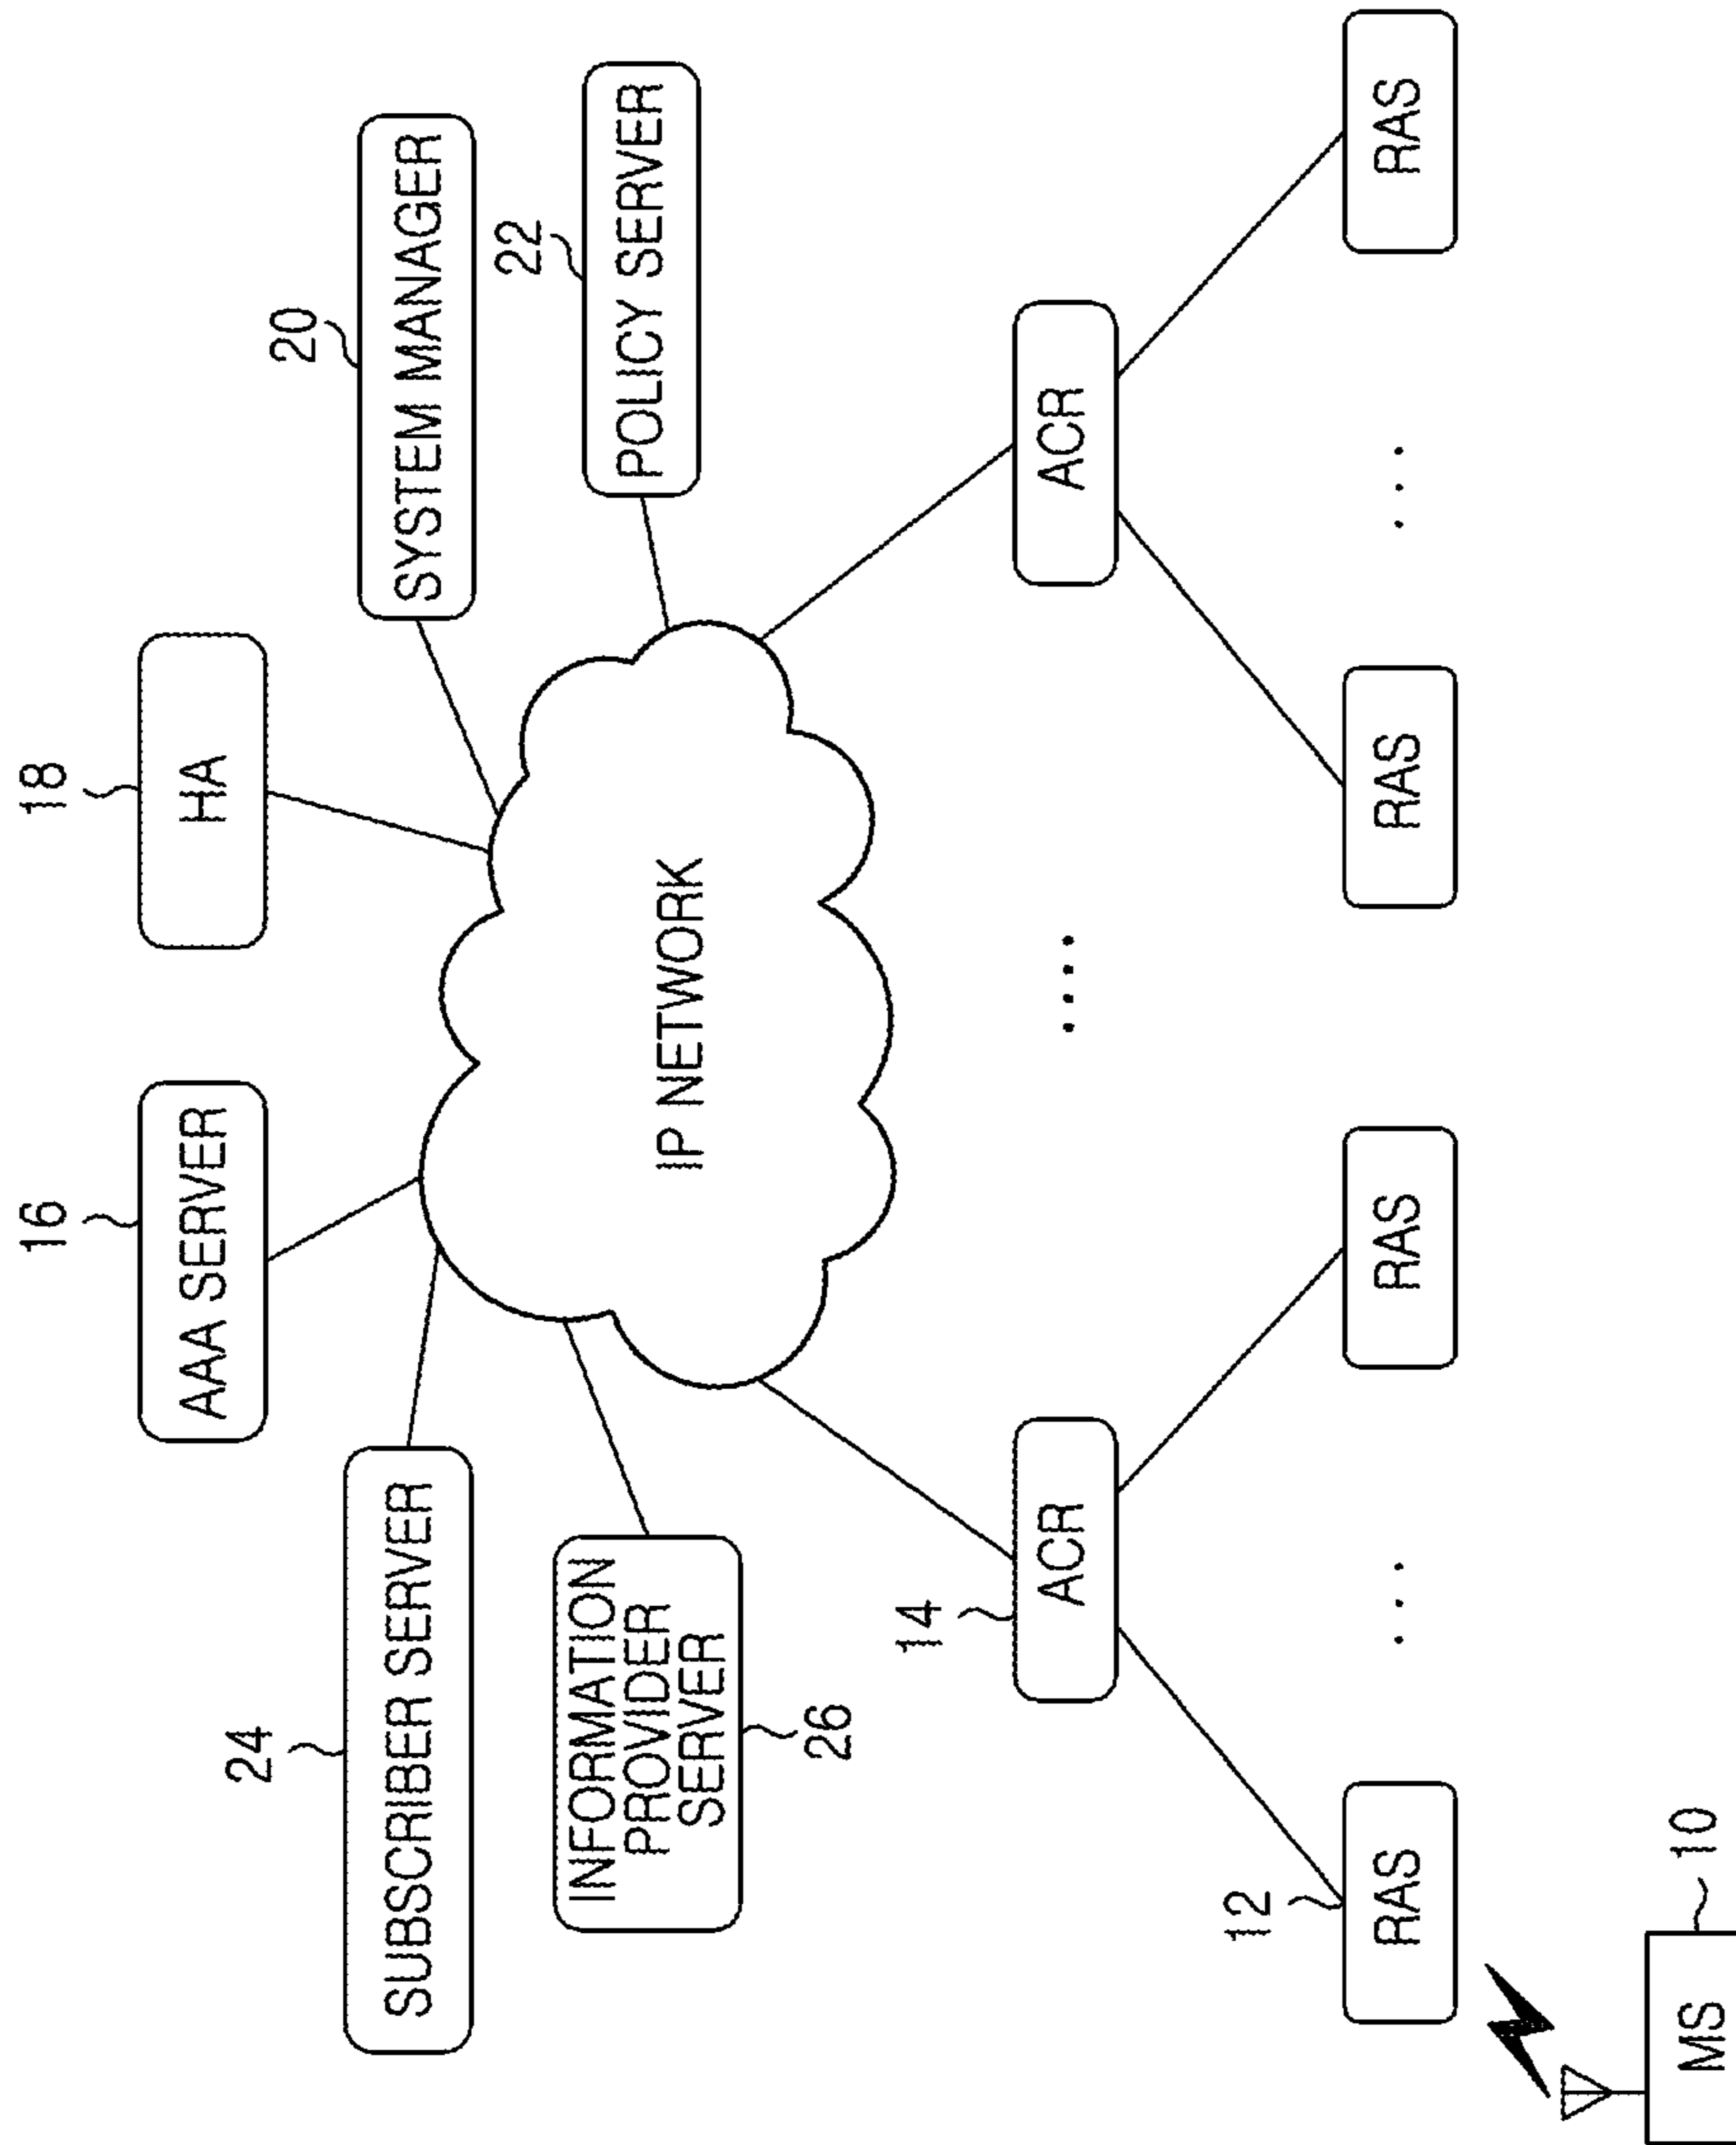 16
18
AAA SERVER
HA
24
20
SUBSCRIBER SERVER
SYSTEM MANAGER
22
INFORMATION
PROVIDER
SERVER
IP NETWORK
POLICY SERVER
26
14
ACR
....
ACR
12
RAS
...
RAS
RAS
...
RAS
10
MS